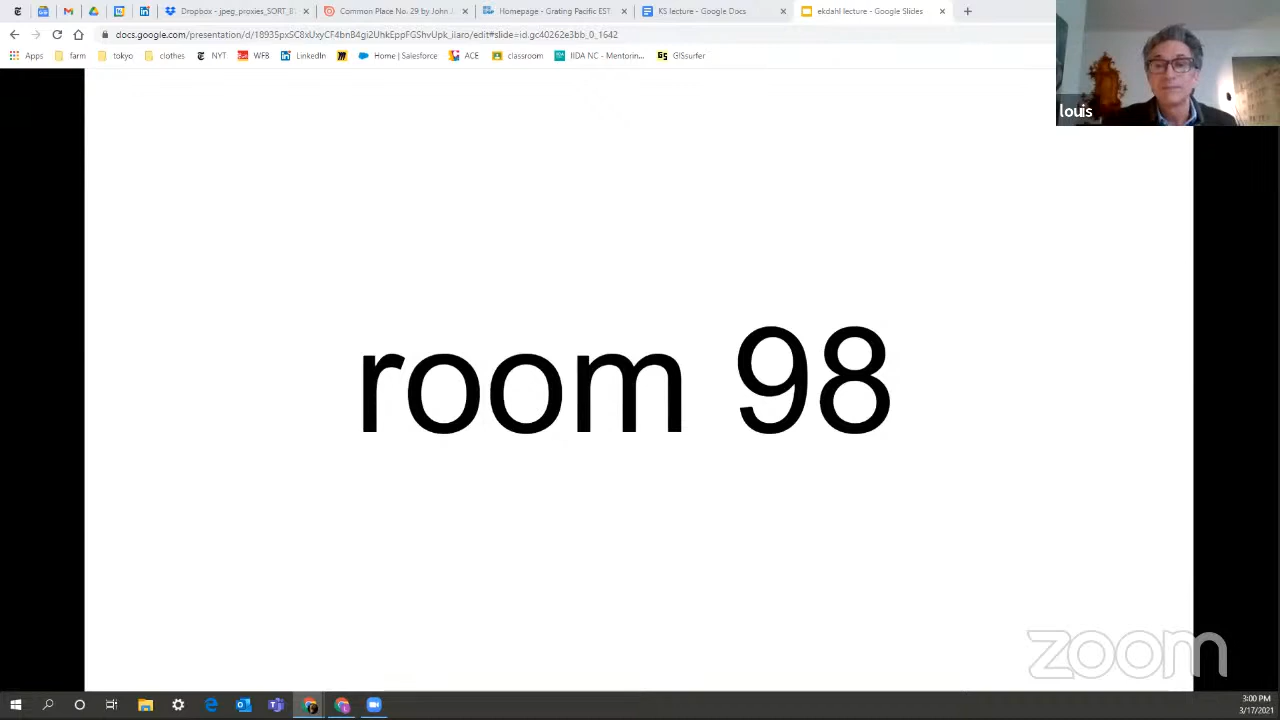 Dropbox - jpeg_proxies_SORT_
Common Place No. 29 by John
Homepage - Grating Pacific EST
KS lecture - Google Docs
ekdahl lecture - Google Slides
Apps
farm
tokyo
clothes
NYT
WFB
LinkedIn
Home | Salesforce
ACE
classroom
IIDA NC - Mentorin...
GISsurfer
louis
room 98
zoom
3:00 PM
3/17/2021